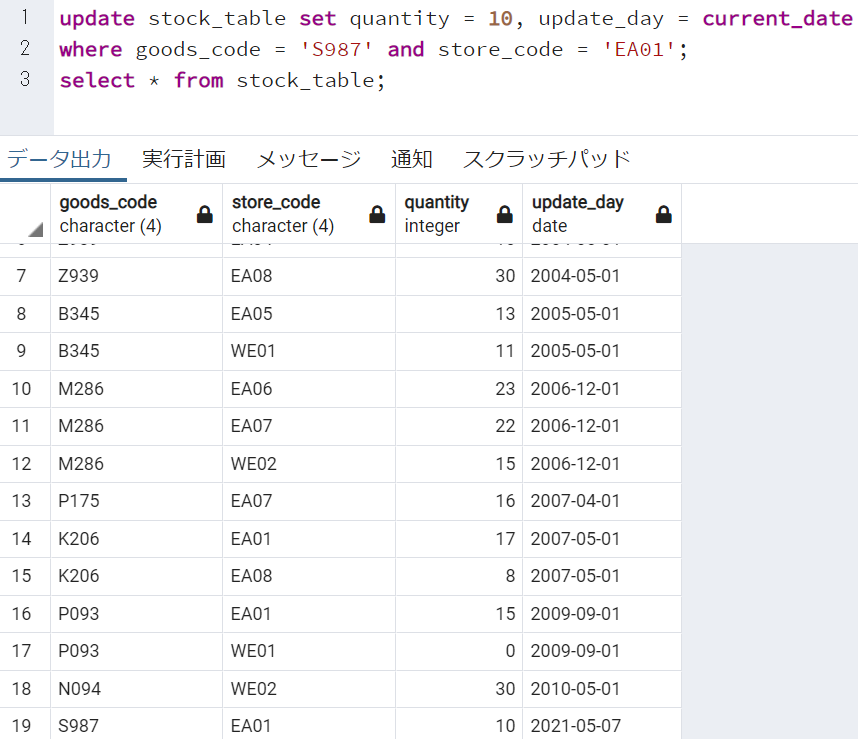 1 update stock_table set quantity = 10, update_day = current_date
2 where goods_code = 'S987' and store_code = 'EA01';
3 select * from stock_table;
データ出力 実行計画 メッセージ 通知 スクラッチパッド
goods_code store_code quantity update_day
character (4) character (4) integer date
7 Z939 EA08 30 2004-05-01
8 B345 EA05 13 2005-05-01
9 B345 WE01 11 2005-05-01
10 M286 EA06 23 2006-12-01
11 M286 EA07 22 2006-12-01
12 M286 WE02 15 2006-12-01
13 P175 EA07 16 2007-04-01
14 K206 EA01 17 2007-05-01
15 K206 EA08 8 2007-05-01
16 P093 EA01 15 2009-09-01
17 P093 WE01 0 2009-09-01
18 N094 WE02 30 2010-05-01
19 S987 EA01 10 2021-05-07